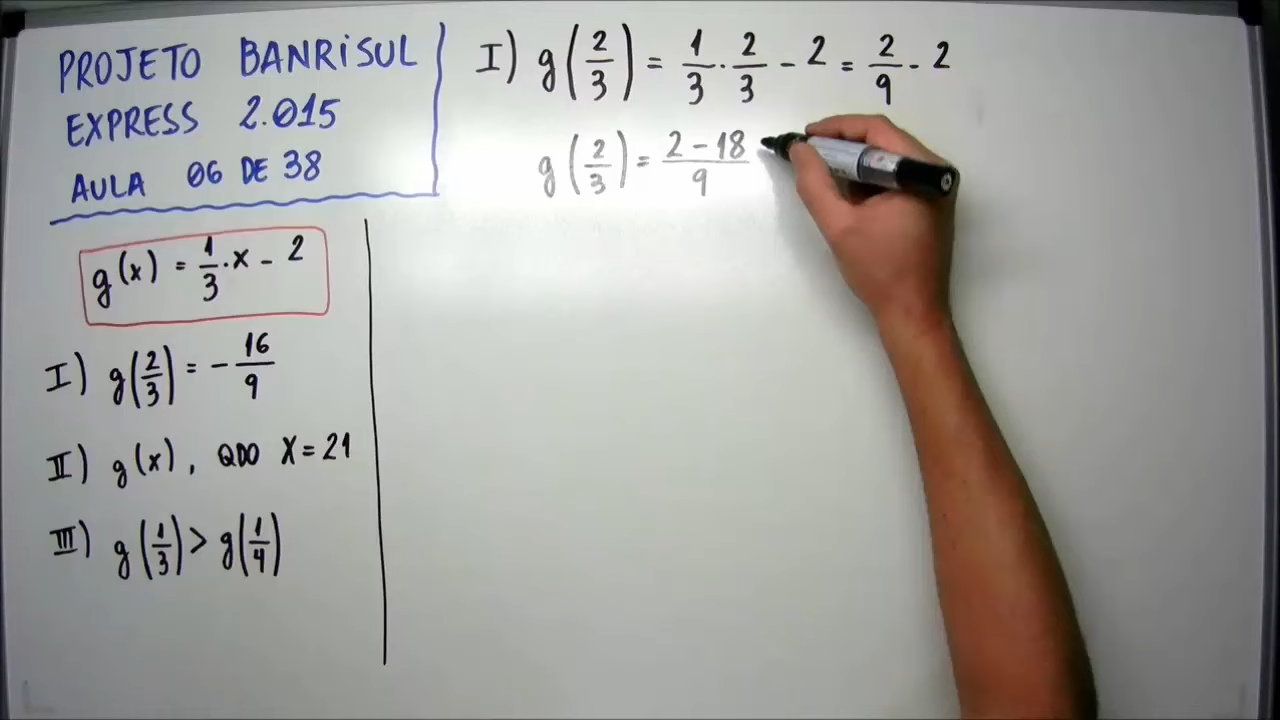 PROJETO BANRISUL
EXPRESS 2.015
AULA 06 DE 38
g(x) = 1/3 . x - 2
I) g(2/3) = - 16/9
II) g(x), QDO X = 21
III) g(1/3) > g(1/4)
I) g(2/3) = 1/3 . 2/3 - 2 = 2/9 - 2
g(2/3) = (2 - 18)/9